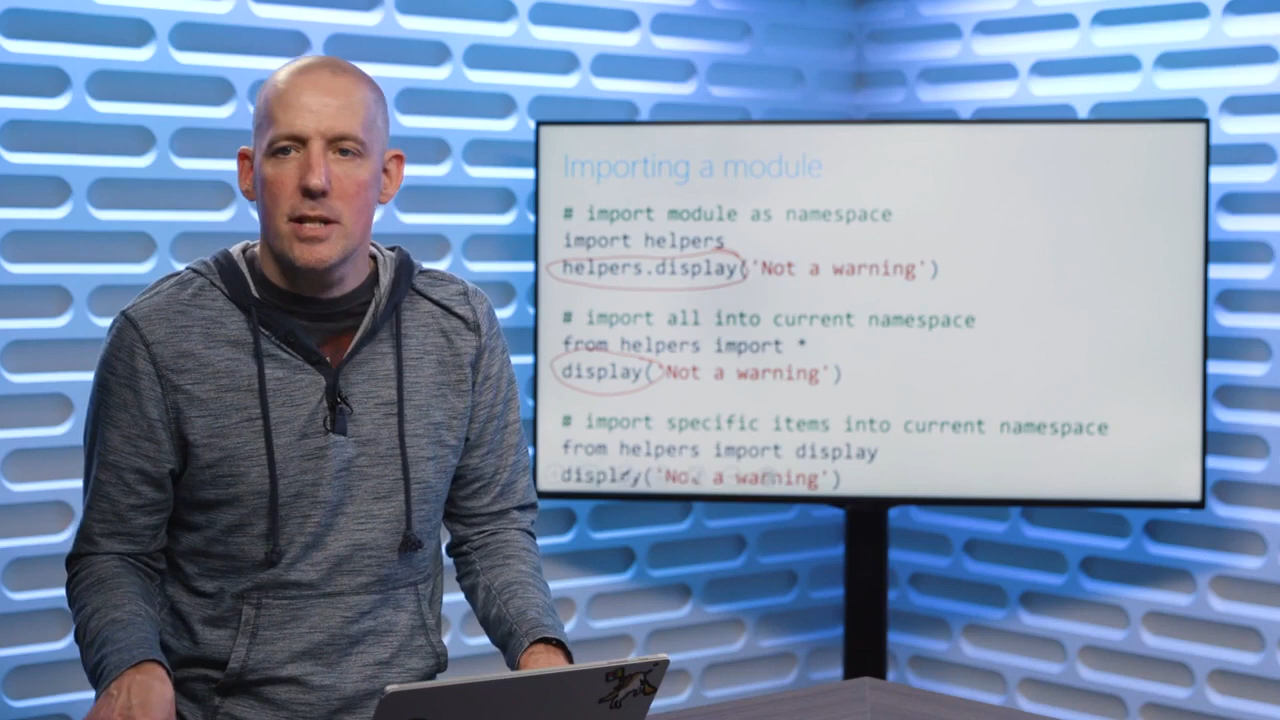 Importing a module
# import module as namespace
import helpers
helpers.display('Not a warning')
# import all into current namespace
from helpers import *
display('Not a warning')
# import specific items into current namespace
from helpers import display
display('Not a warning')